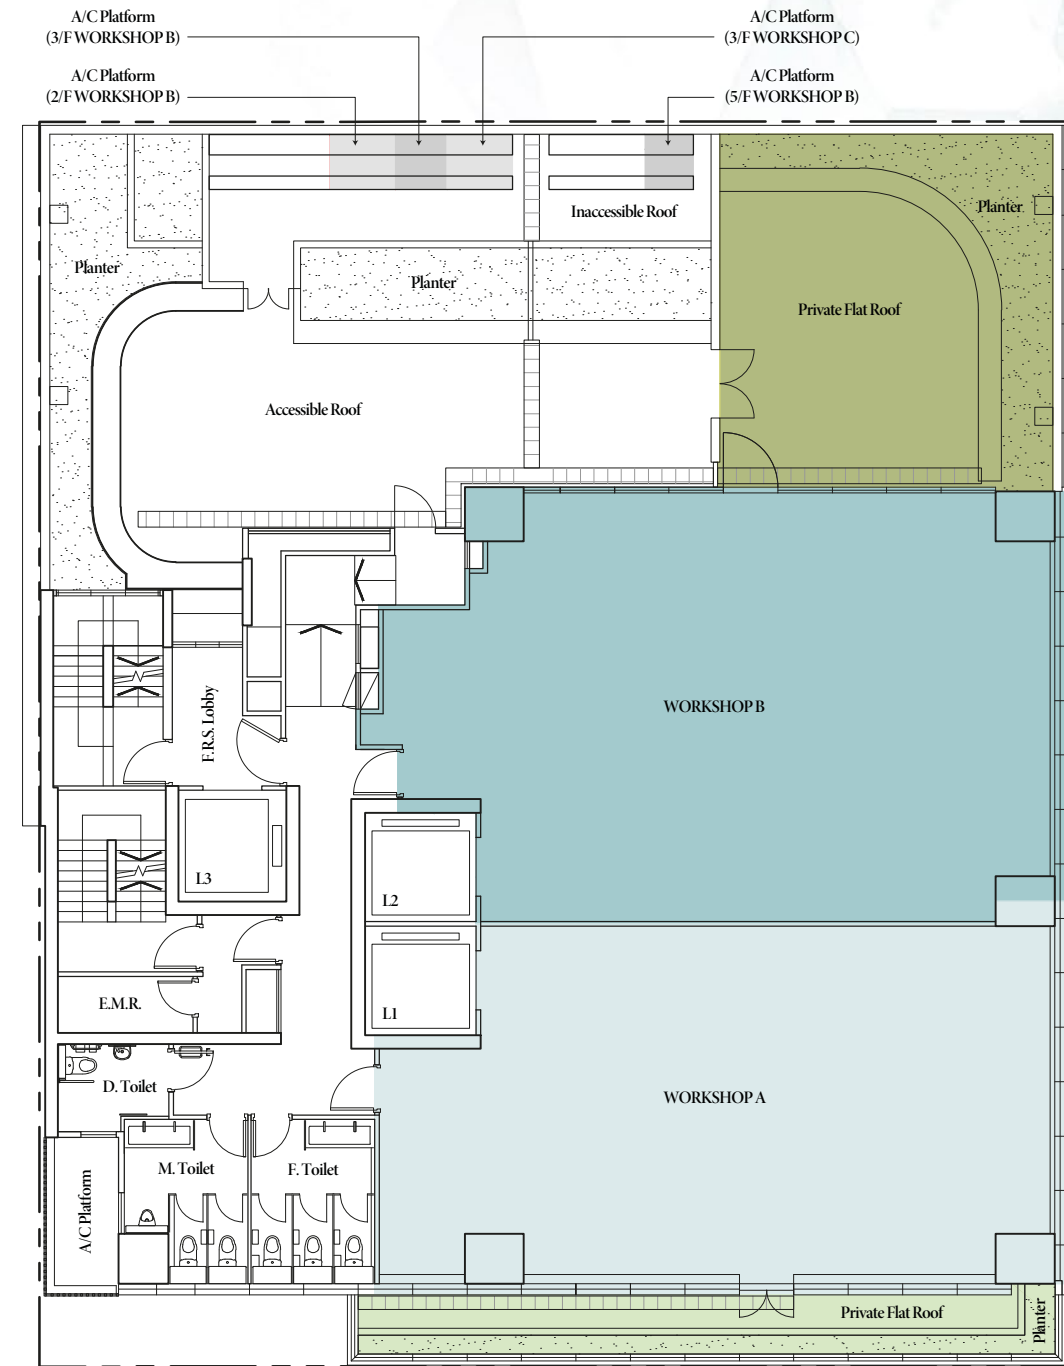 A/C Platform
(3/F WORKSHOP B)
A/C Platform
(3/F WORKSHOP C)
A/C Platform
(2/F WORKSHOP B)
A/C Platform
(5/F WORKSHOP B)
Inaccessible Roof
Planter
Planter
Planter
Private Flat Roof
Accessible Roof
F.R.S. Lobby
WORKSHOP B
L3
L2
L1
E.M.R.
D. Toilet
WORKSHOP A
M. Toilet
F. Toilet
A/C Platform
Private Flat Roof
Planter